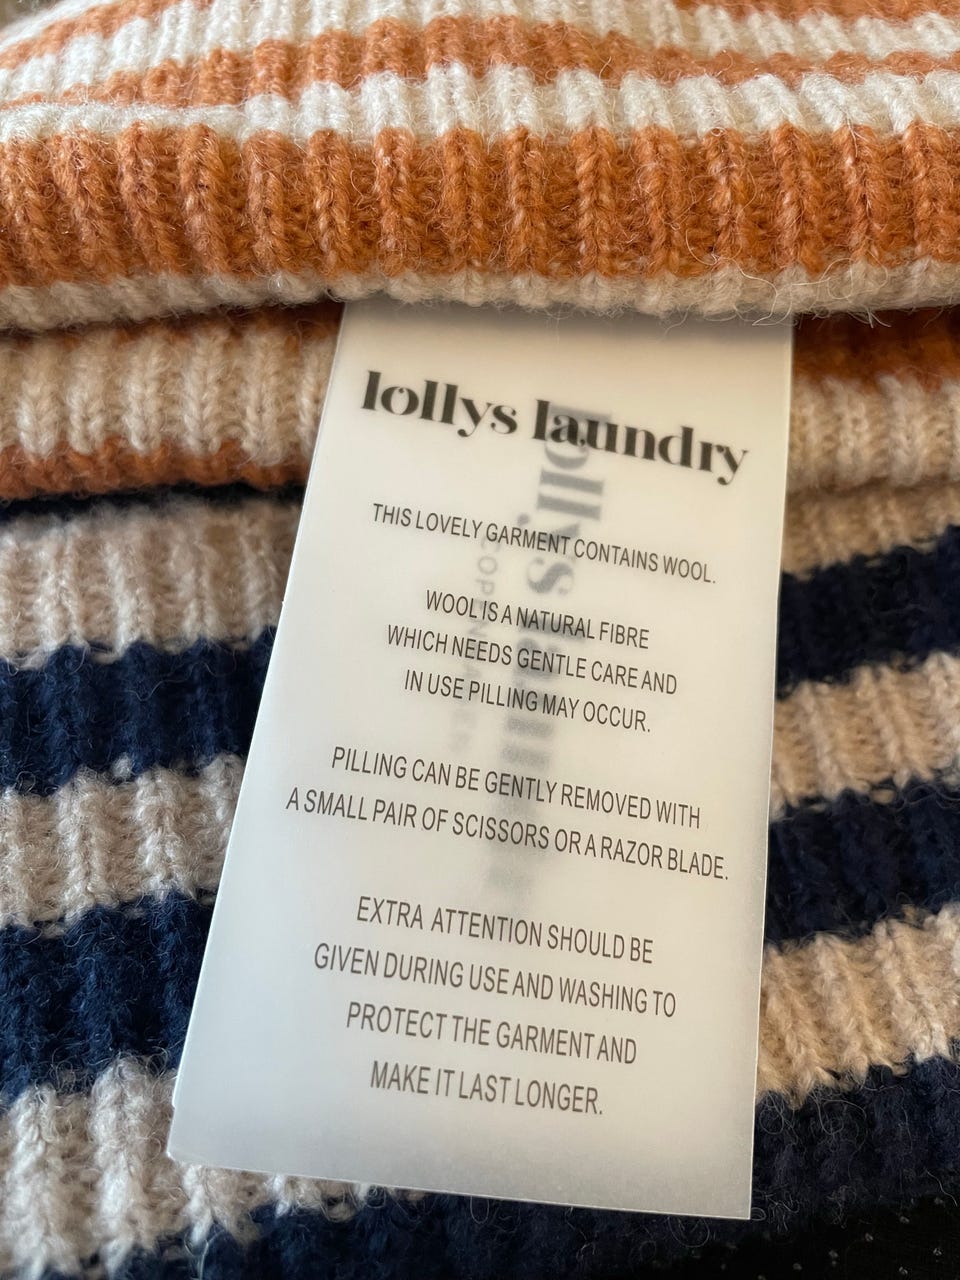 lollys laundry
THIS LOVELY GARMENT CONTAINS WOOL.
WOOL IS A NATURAL FIBRE
WHICH NEEDS GENTLE CARE AND
IN USE PILLING MAY OCCUR.
PILLING CAN BE GENTLY REMOVED WITH
A SMALL PAIR OF SCISSORS OR A RAZOR BLADE.
EXTRA ATTENTION SHOULD BE
GIVEN DURING USE AND WASHING TO
PROTECT THE GARMENT AND
MAKE IT LAST LONGER.